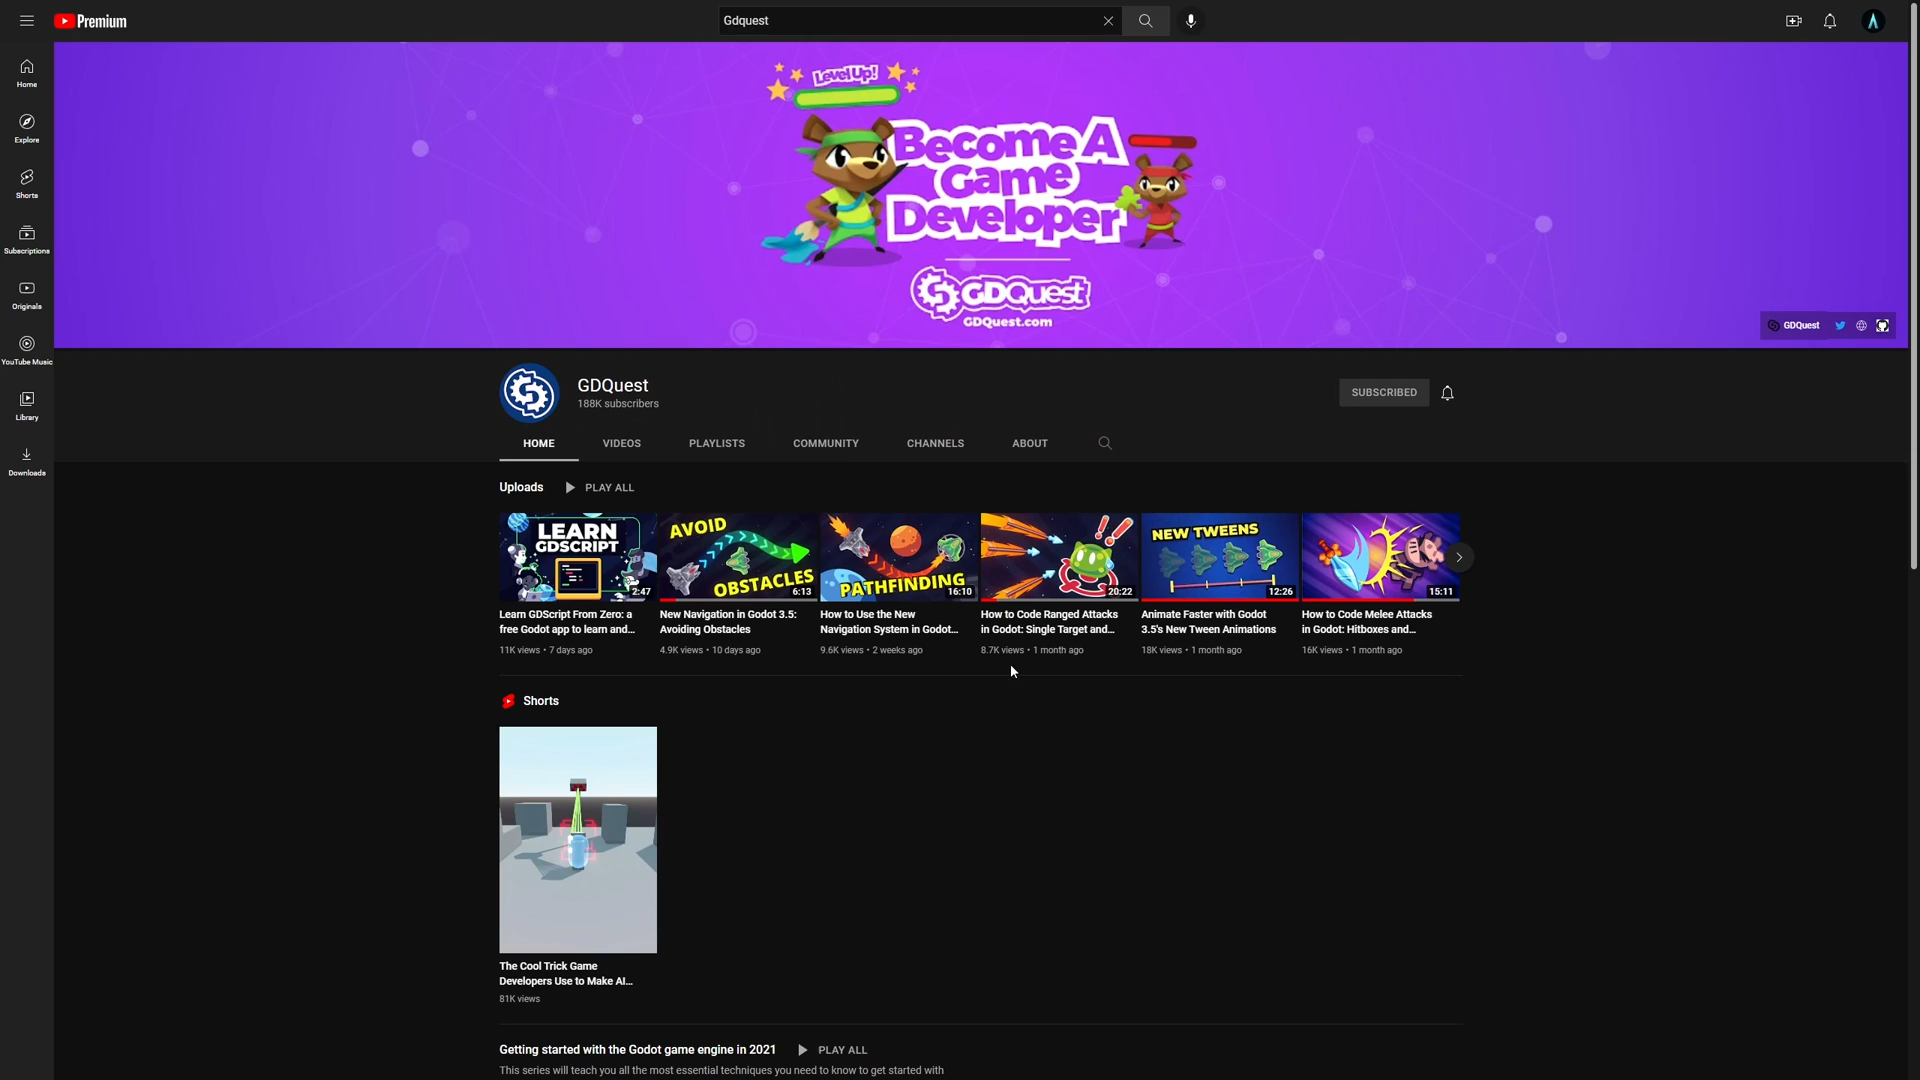 Premium
Gdquest
Home
Explore
Shorts
Subscriptions
Originals
YouTube Music
Library
Downloads
Level Up!
Become A
Game
Developer
GDQuest
GDQuest.com
GDQuest
GDQuest
188K subscribers
SUBSCRIBED
HOME VIDEOS PLAYLISTS COMMUNITY CHANNELS ABOUT
Uploads PLAY ALL
LEARN
GDSCRIPT
2:47
Learn GDScript From Zero: a
free Godot app to learn and...
11K views • 7 days ago
AVOID
OBSTACLES
6:13
New Navigation in Godot 3.5:
Avoiding Obstacles
4.9K views • 10 days ago
PATHFINDING
16:10
How to Use the New
Navigation System in Godot...
9.6K views • 2 weeks ago
20:22
How to Code Ranged Attacks
in Godot: Single Target and...
8.7K views • 1 month ago
NEW TWEENS
12:26
Animate Faster with Godot
3.5's New Tween Animations
18K views • 1 month ago
15:11
How to Code Melee Attacks
in Godot: Hitboxes and...
16K views • 1 month ago
Shorts
The Cool Trick Game
Developers Use to Make AI...
81K views
Getting started with the Godot game engine in 2021 PLAY ALL
This series will teach you all the most essential techniques you need to know to get started with